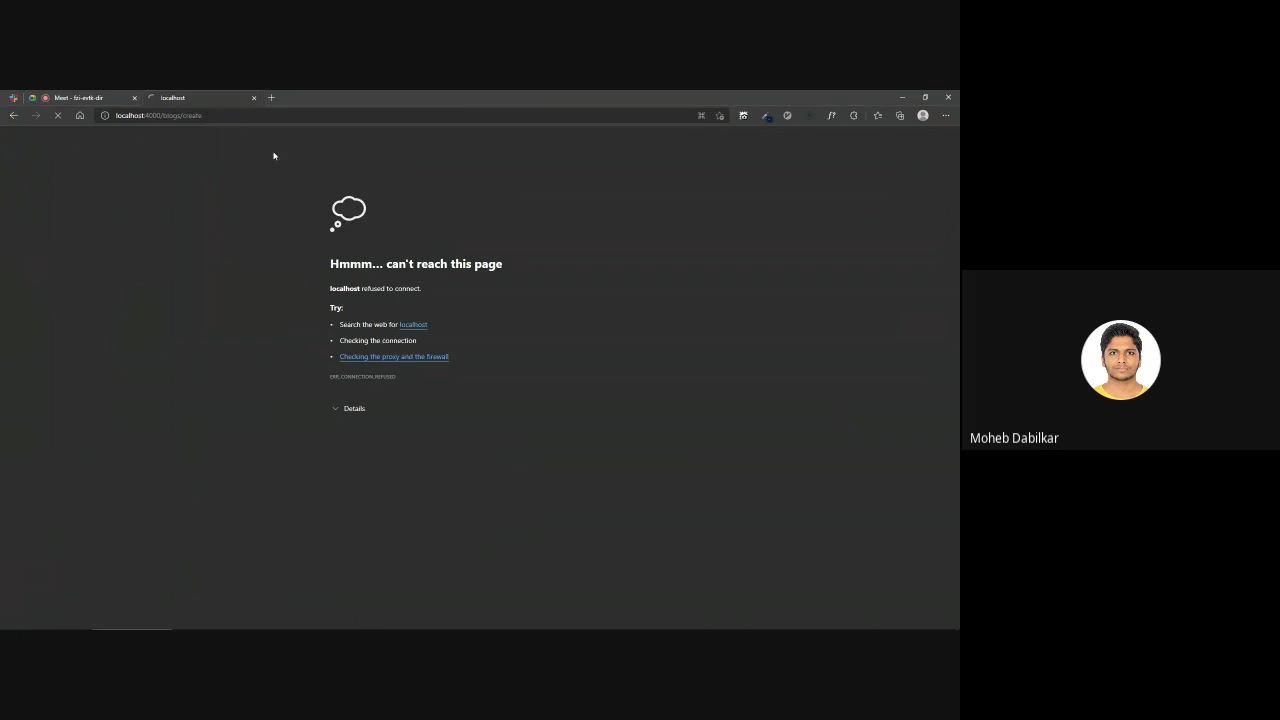 Meet - fzi-evtk-dir
localhost
localhost:4000/blogs/create
Hmmm... can't reach this page
localhost refused to connect.
Try:
• Search the web for localhost
• Checking the connection
• Checking the proxy and the firewall
ERR_CONNECTION_REFUSED
Details
Moheb Dabilkar